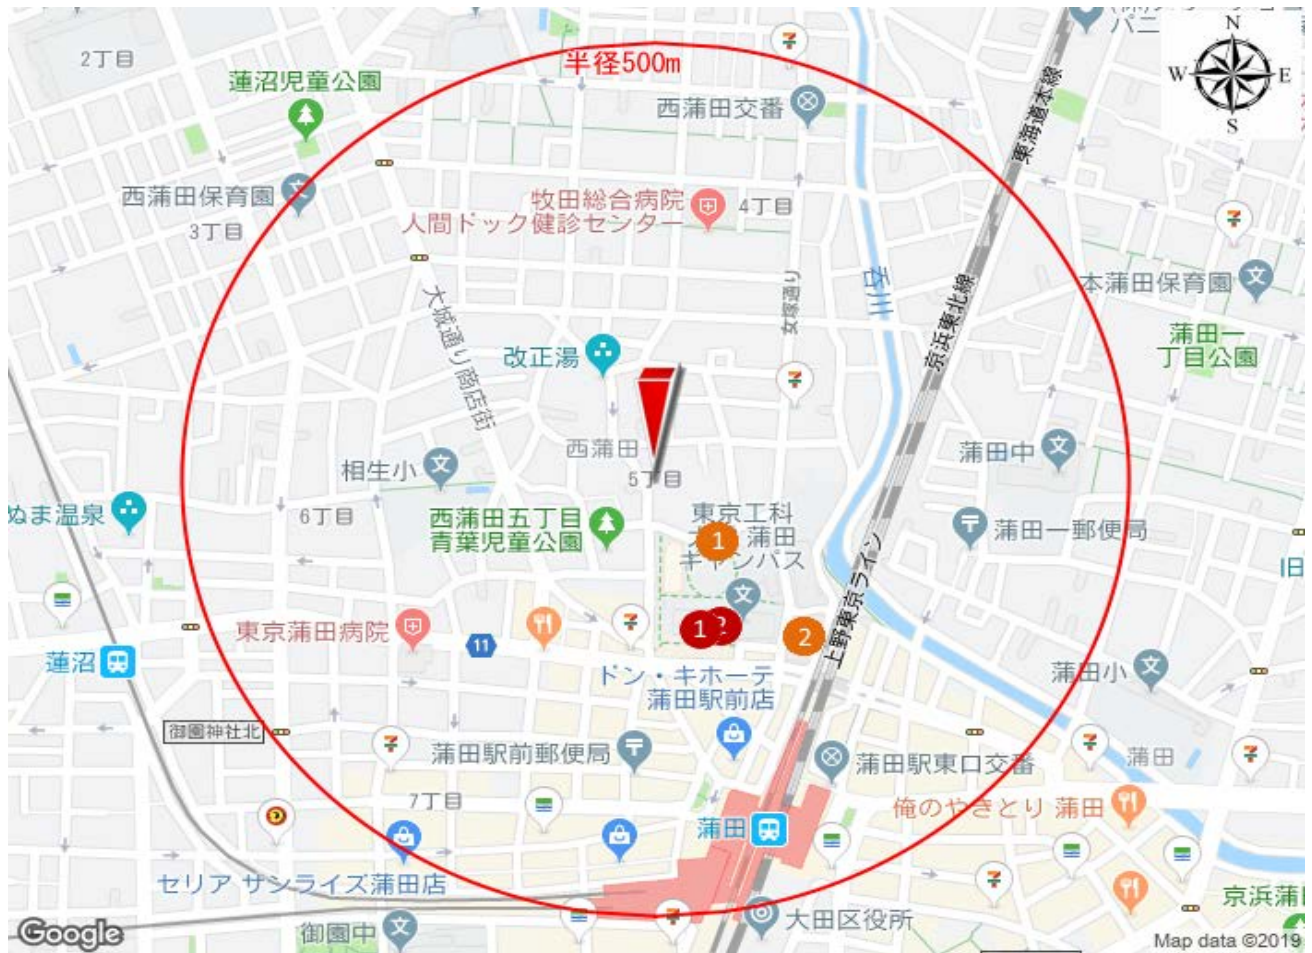 (株)
パニ
N
W E
S
2丁目
半径500m
蓮沼児童公園
西蒲田交番
東海道本線
西蒲田保育園
3丁目
牧田総合病院
人間ドック健診センター
4丁目
大城通り商店街
女塚通り
呑川
京浜東北線
本蒲田保育園
蒲田一
丁目公園
改正湯
西蒲田
5丁目
相生小
蒲田中
ぬま温泉
6丁目
西蒲田五丁目
青葉児童公園
東京工科
蒲田
キャンパス
1
蒲田一郵便局
旧
東京蒲田病院
11
1
2
2
上野東京ライン
蓮沼
ドン・キホーテ
蒲田駅前店
蒲田小
御園神社北
蒲田駅前郵便局
蒲田駅東口交番
蒲田
7丁目
蒲田
俺のやきとり 蒲田
セリア サンライズ蒲田店
御園中
大田区役所
京浜蒲
Google
Map data ©2019